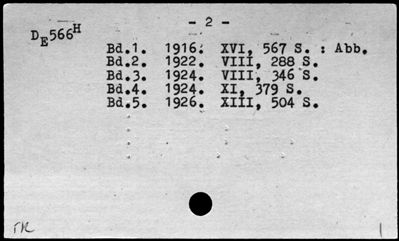 - 2 -
DE566H
Bd.1. 1916. XVI, 567 S. : Abb.
Bd.2. 1922. VIII, 288 S.
Bd.3. 1924. VIII, 346 S.
Bd.4. 1924. XI, 379 S.
Bd.5. 1926. XIII, 504 S.